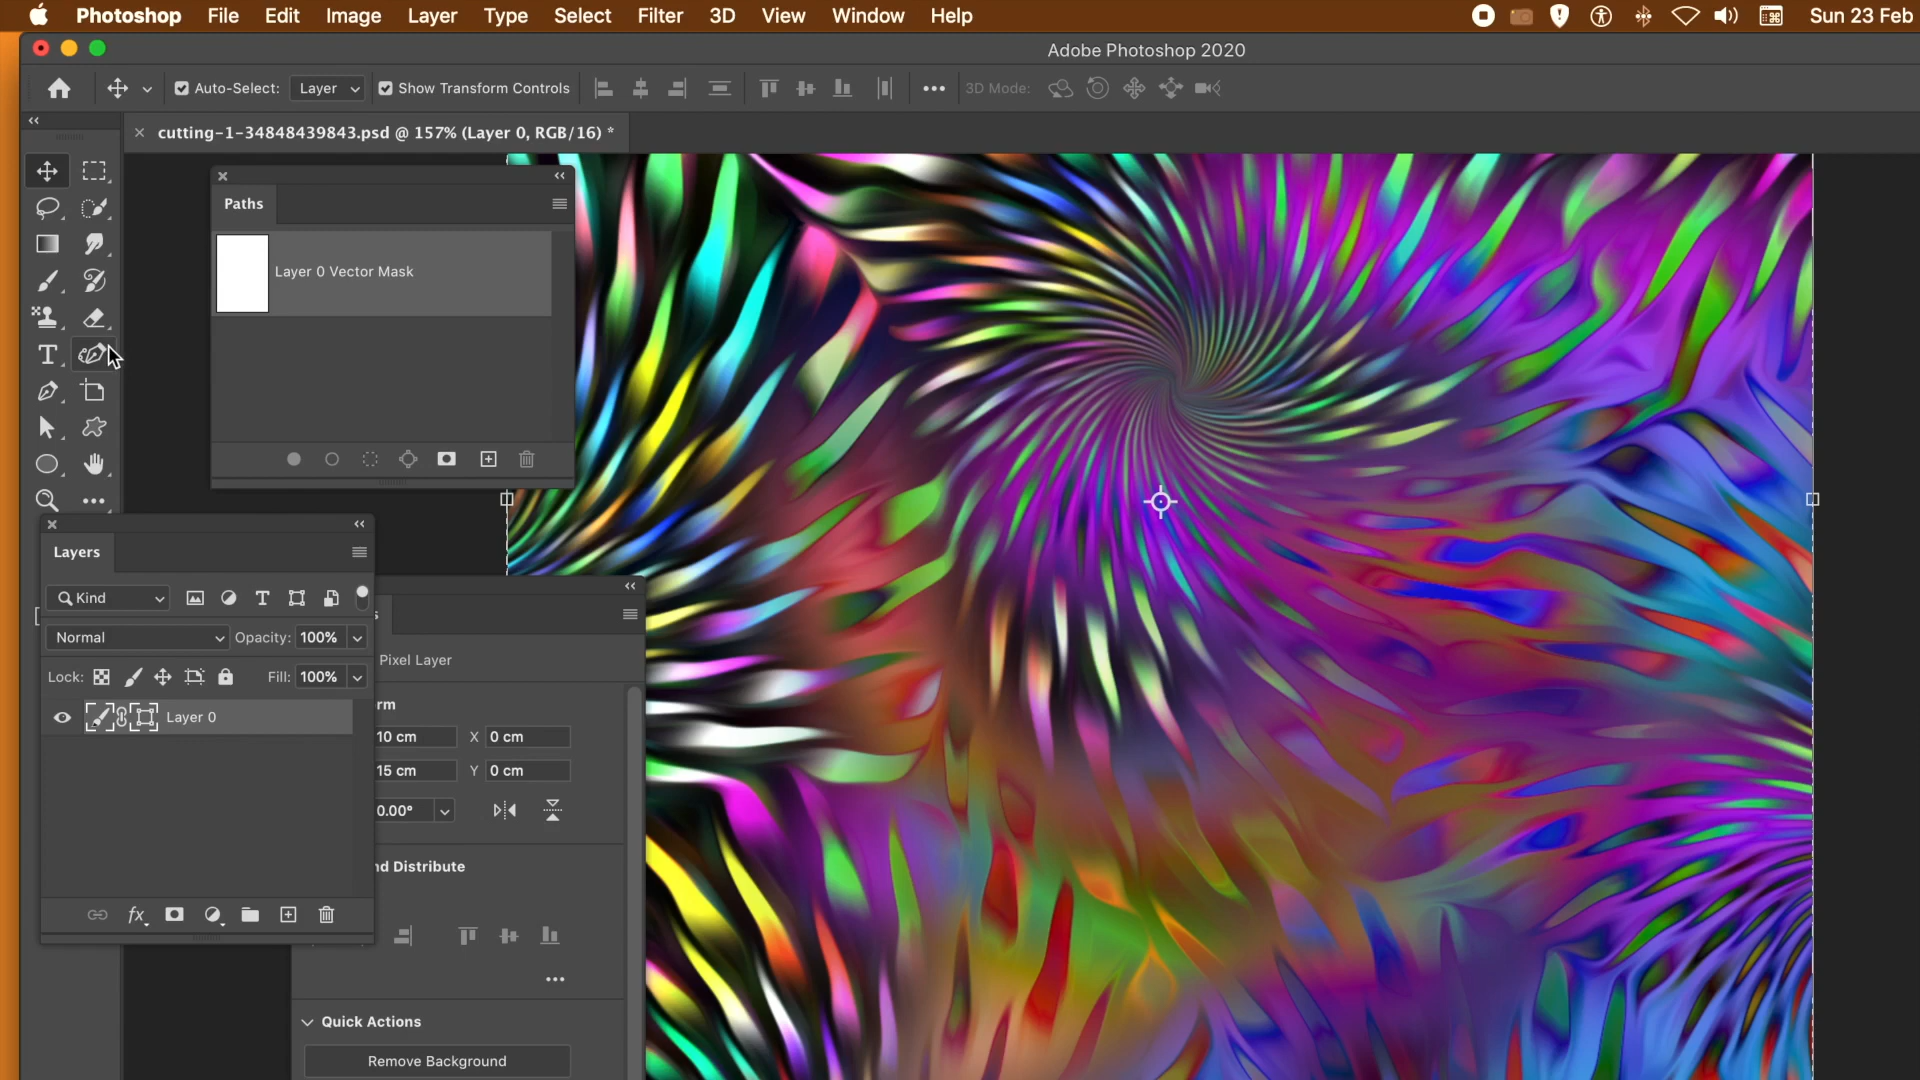 Photoshop File Edit Image Layer Type Select Filter 3D View Window Help Sun 23 Feb
Adobe Photoshop 2020
Auto-Select: Layer Show Transform Controls 3D Mode:
cutting-1-34848439843.psd @ 157% (Layer 0, RGB/16) *
Paths
Layer 0 Vector Mask
Layers
Kind
Normal Opacity: 100%
Lock: Fill: 100%
Layer 0
s
Pixel Layer
rm
10 cm X 0 cm
15 cm Y 0 cm
0.00°
nd Distribute
Quick Actions
Remove Background